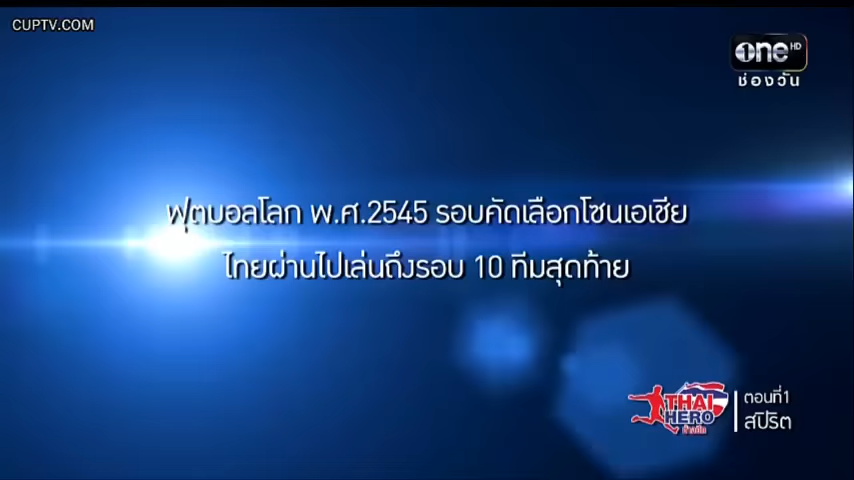 CUPTV.COM
one HD
ช่องวัน
ฟุตบอลโลก พ.ศ.2545 รอบคัดเลือกโซนเอเชีย
ไทยผ่านไปเล่นถึงรอบ 10 ทีมสุดท้าย
THAI
HERO
ตอนที่1
สปิริต